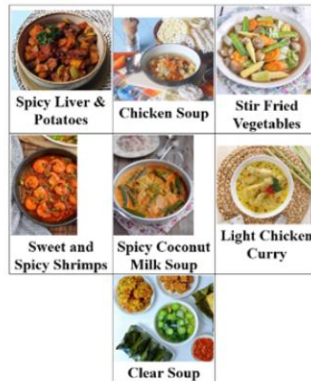 Spicy Liver &
Potatoes
Chicken Soup
Stir Fried
Vegetables
Sweet and
Spicy Shrimps
Spicy Coconut
Milk Soup
Light Chicken
Curry
Clear Soup